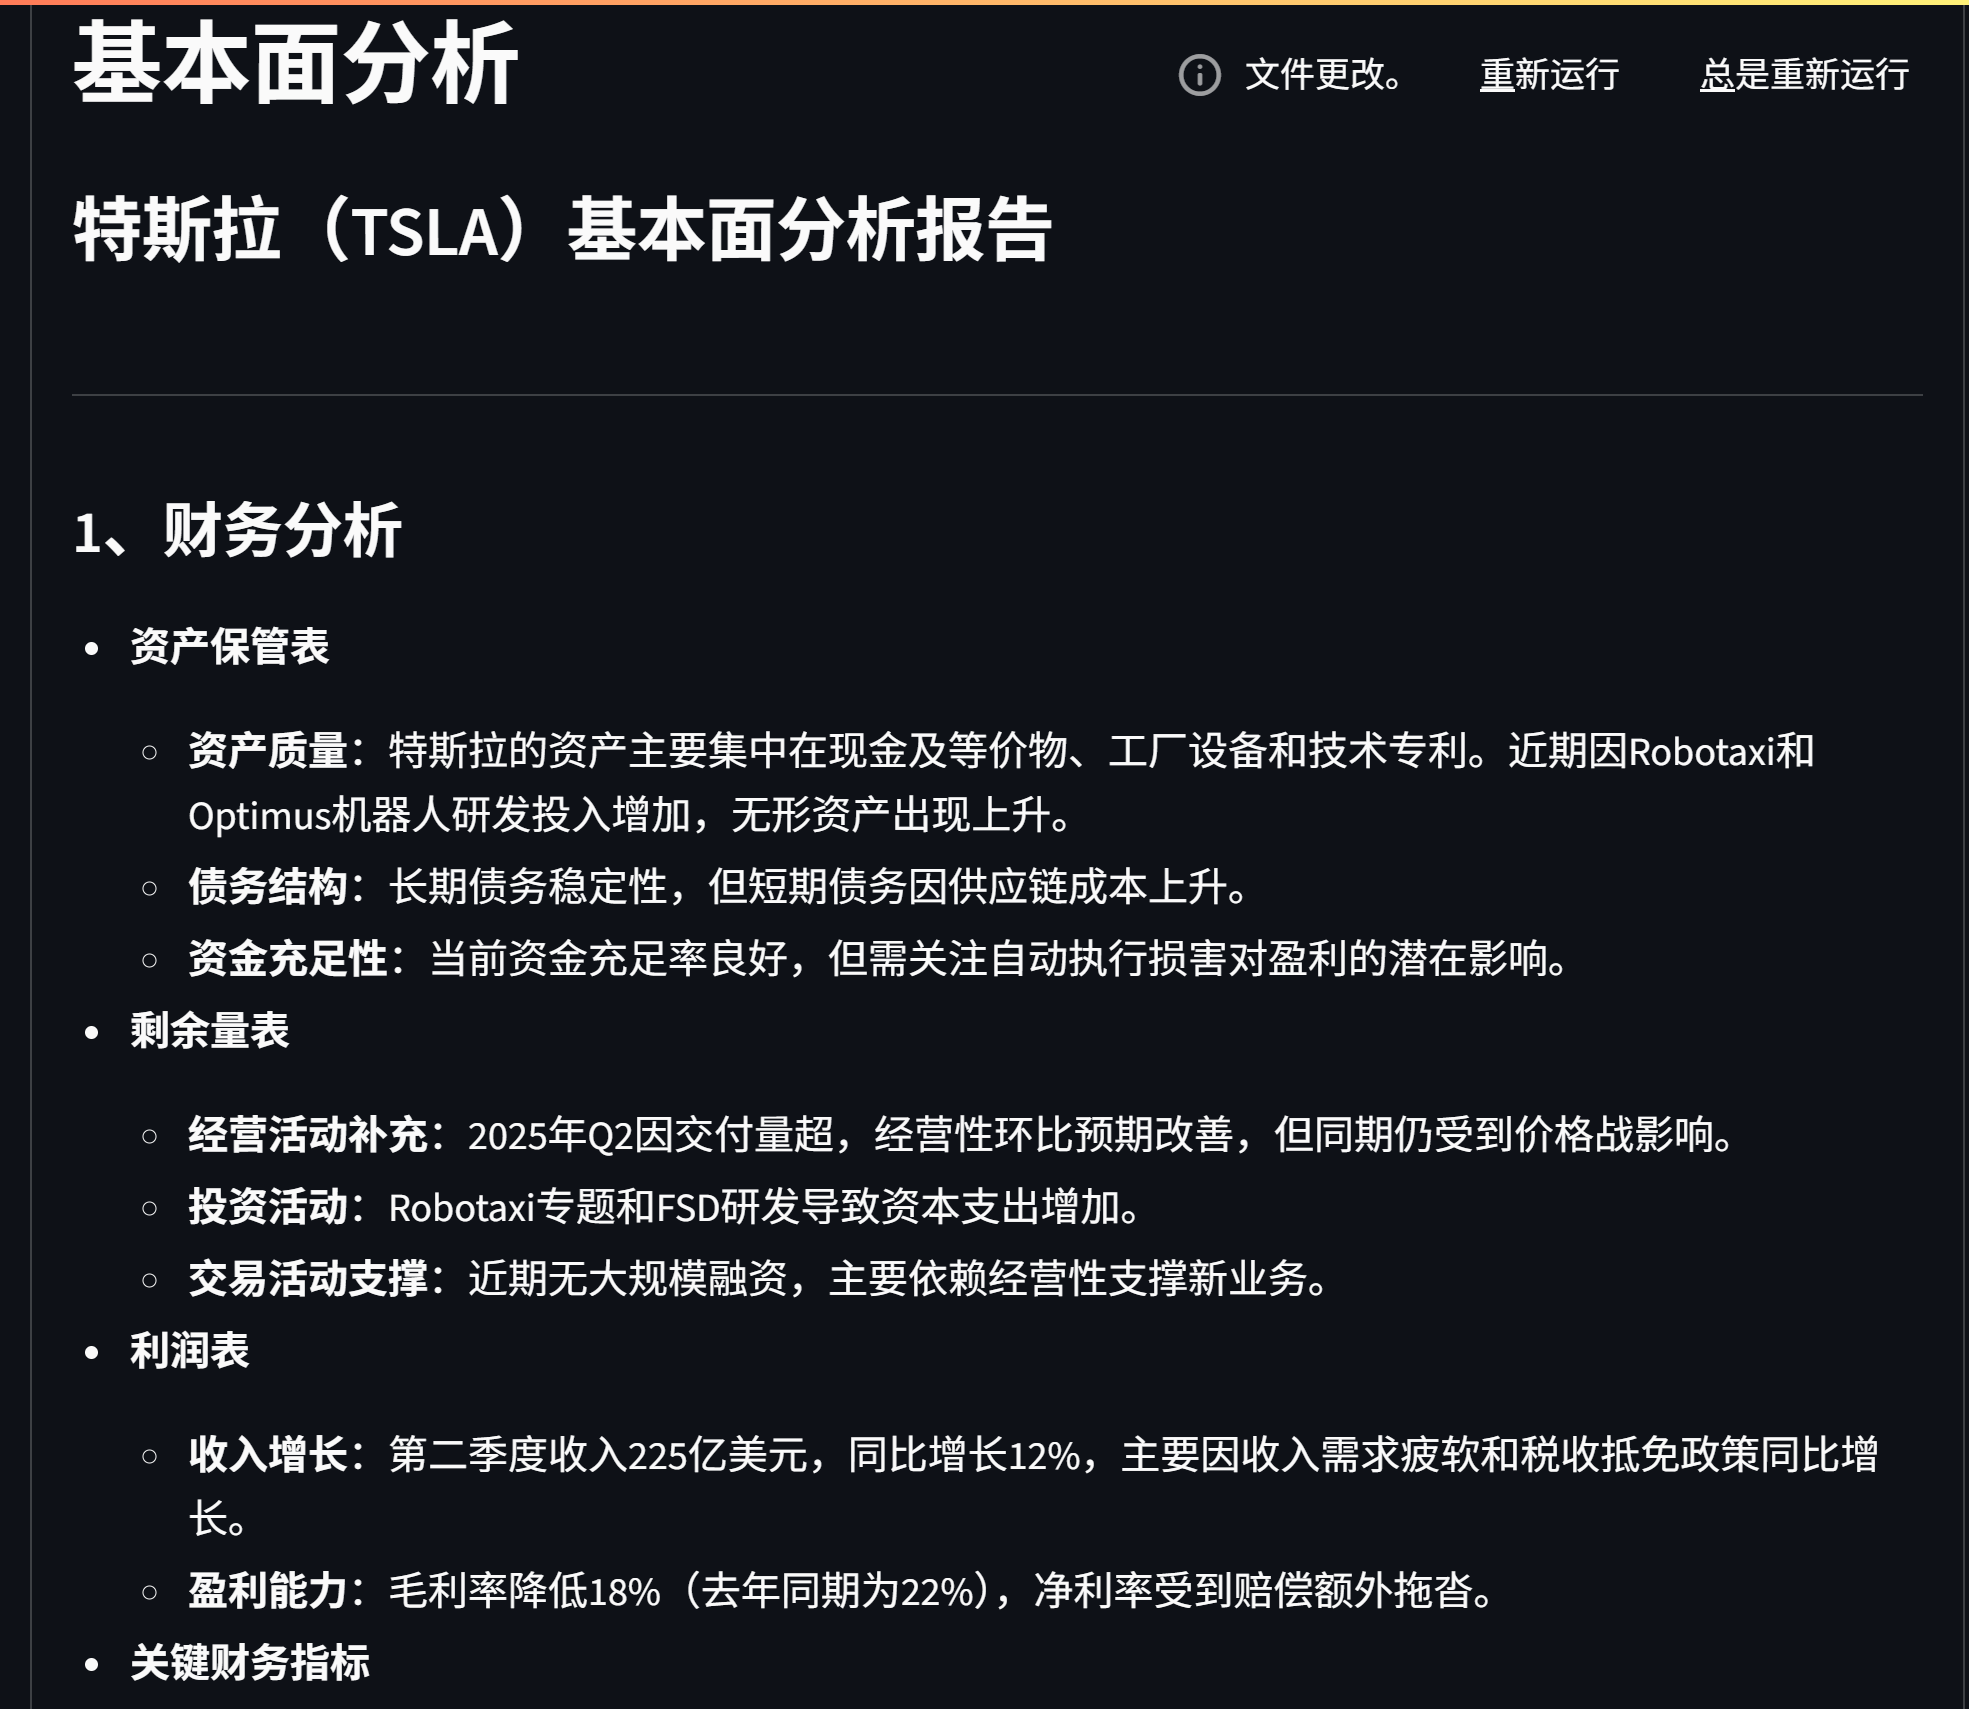 基本面分析
文件更改。 重新运行 总是重新运行
特斯拉（TSLA）基本面分析报告
1、财务分析
资产保管表
资产质量：特斯拉的资产主要集中在现金及等价物、工厂设备和技术专利。近期因Robotaxi和
Optimus机器人研发投入增加，无形资产出现上升。
债务结构：长期债务稳定性，但短期债务因供应链成本上升。
资金充足性：当前资金充足率良好，但需关注自动执行损害对盈利的潜在影响。
剩余量表
经营活动补充：2025年Q2因交付量超，经营性环比预期改善，但同期仍受到价格战影响。
投资活动：Robotaxi专题和FSD研发导致资本支出增加。
交易活动支撑：近期无大规模融资，主要依赖经营性支撑新业务。
利润表
收入增长：第二季度收入225亿美元，同比增长12%，主要因收入需求疲软和税收抵免政策同比增
长。
盈利能力：毛利率降低18%（去年同期为22%），净利率受到赔偿额外拖沓。
关键财务指标